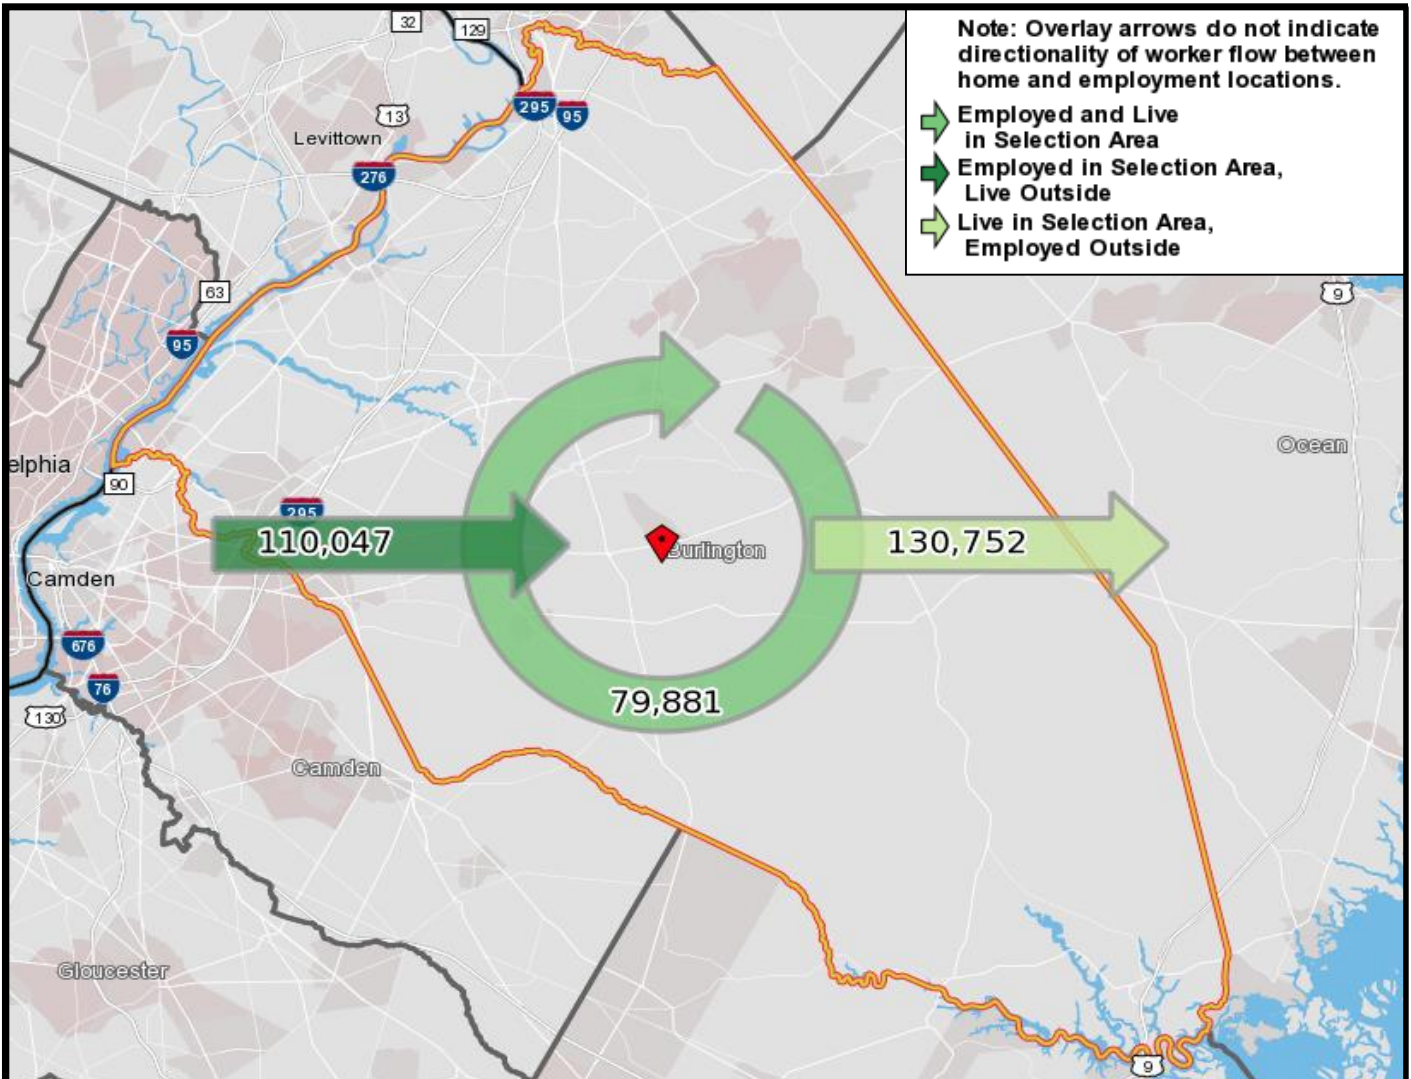 32
129
Note: Overlay arrows do not indicate
directionality of worker flow between
home and employment locations.
Employed and Live
in Selection Area
Employed in Selection Area,
Live Outside
Live in Selection Area,
Employed Outside
295
95
13
Levittown
276
63
9
95
elphia
90
Ocean
295
110,047
Burlington
130,752
Camden
676
76
130
79,881
Camden
Gloucester
9